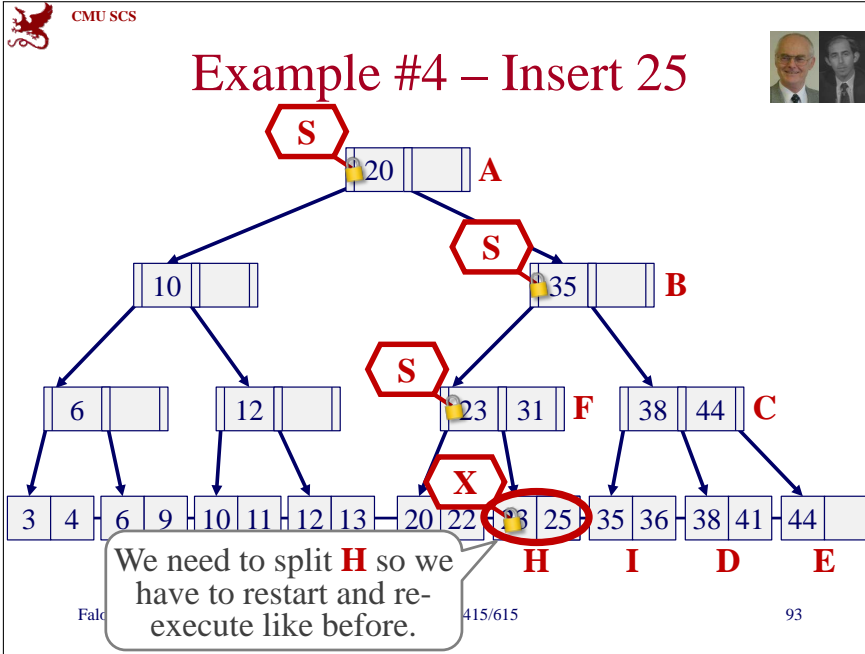 CMU SCS
Example #4 – Insert 25
S
20
A
S
10
35
B
S
6
12
23 31
F
38 44
C
X
3 4 6 9 10 11 12 13 20 22 25 35 36 38 41 44
H I D E
We need to split H so we
have to restart and re-
execute like before.
415/615
93